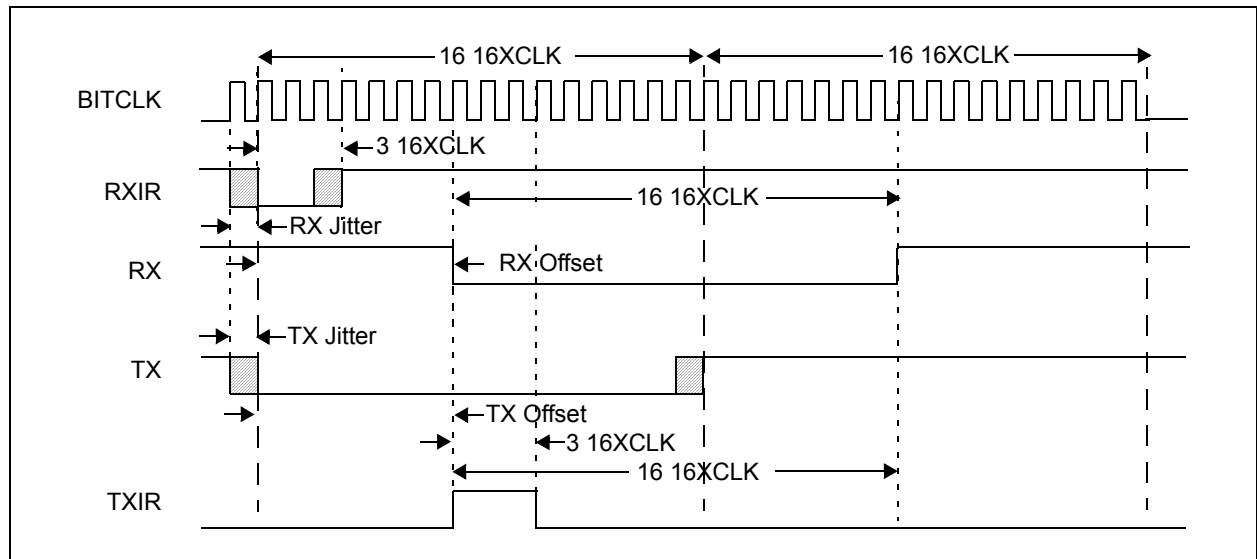 16 16XCLK
16 16XCLK
BITCLK
3 16XCLK
RXIR
16 16XCLK
RX Jitter
RX
RX Offset
TX Jitter
TX
TX Offset
3 16XCLK
16 16XCLK
TXIR